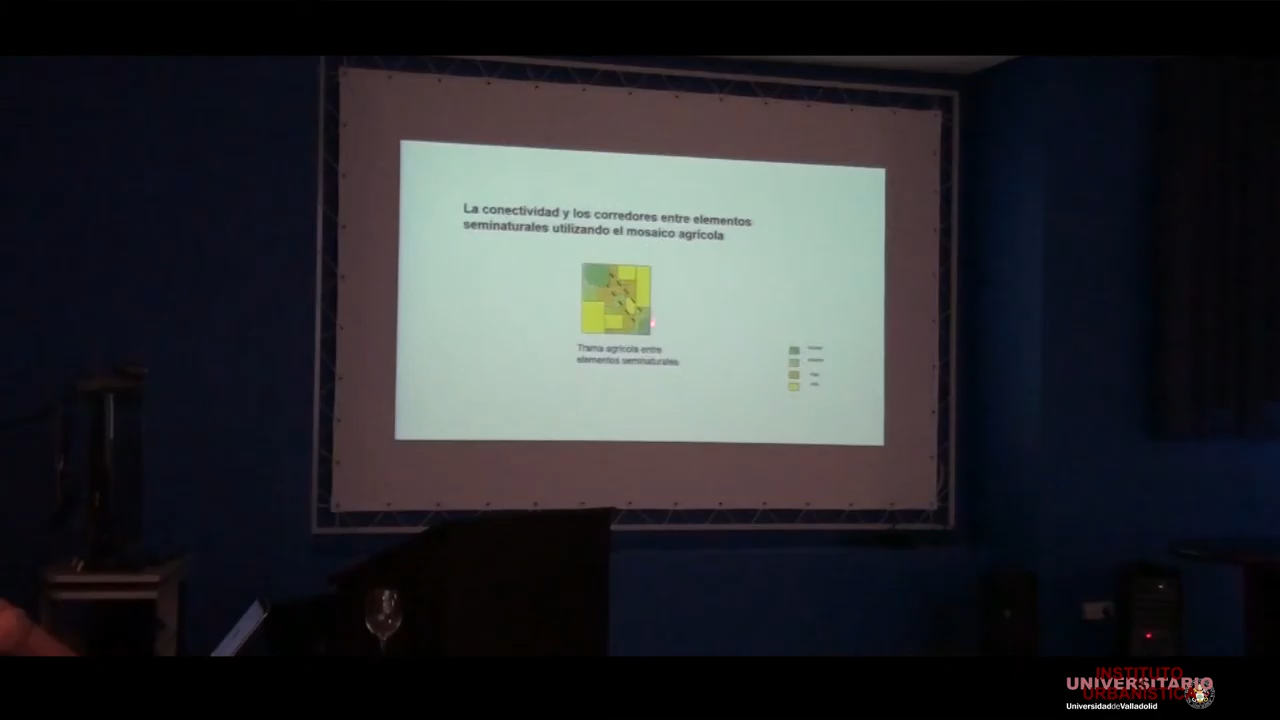 La conectividad y los corredores entre elementos
seminaturales utilizando el mosaico agrícola
Trama agrícola entre
elementos seminaturales
INSTITUTO
UNIVERSITARIO
URBANÍSTICA
UniversidaddeValladolid